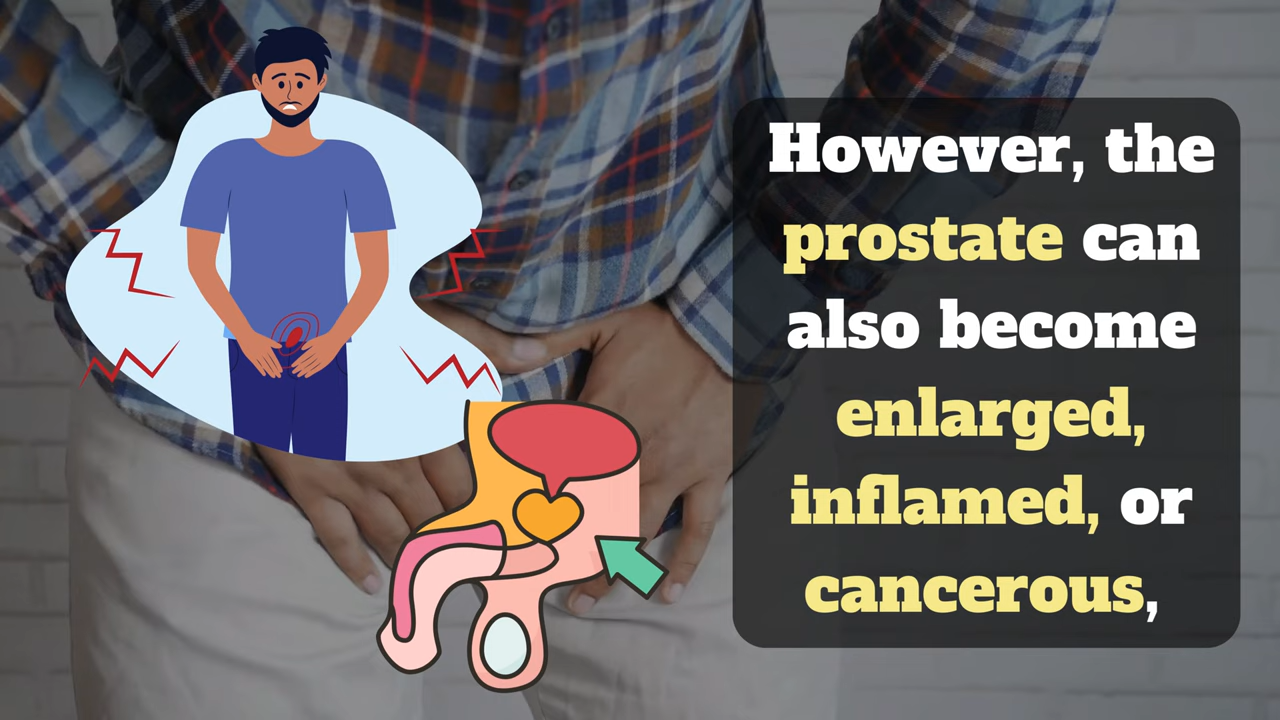 However, the
prostate can
also become
enlarged,
inflamed, or
cancerous,